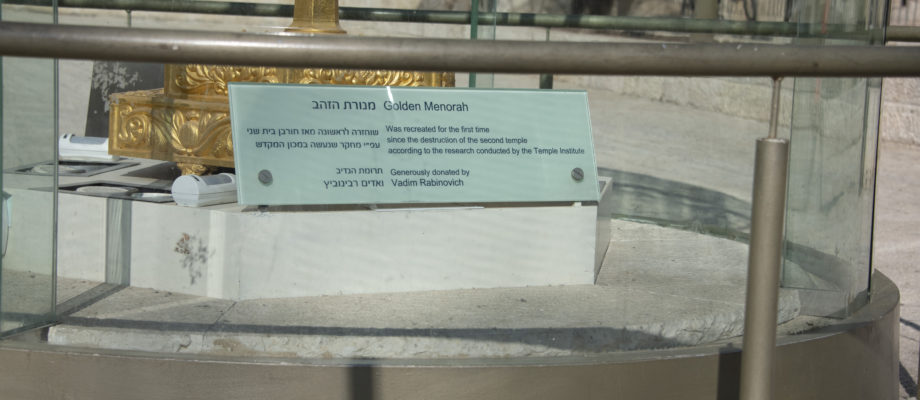 מנורת הזהב Golden Menorah
שוחזרה לראשונה מאז חורבן בית שני Was recreated for the first time
since the destruction of the second temple
עפ״י מחקר שנעשה במכון המקדש according to the research conducted by the Temple Institute
תרומת הנדיב Generously donated by
ואדים רבינוביץ Vadim Rabinovich